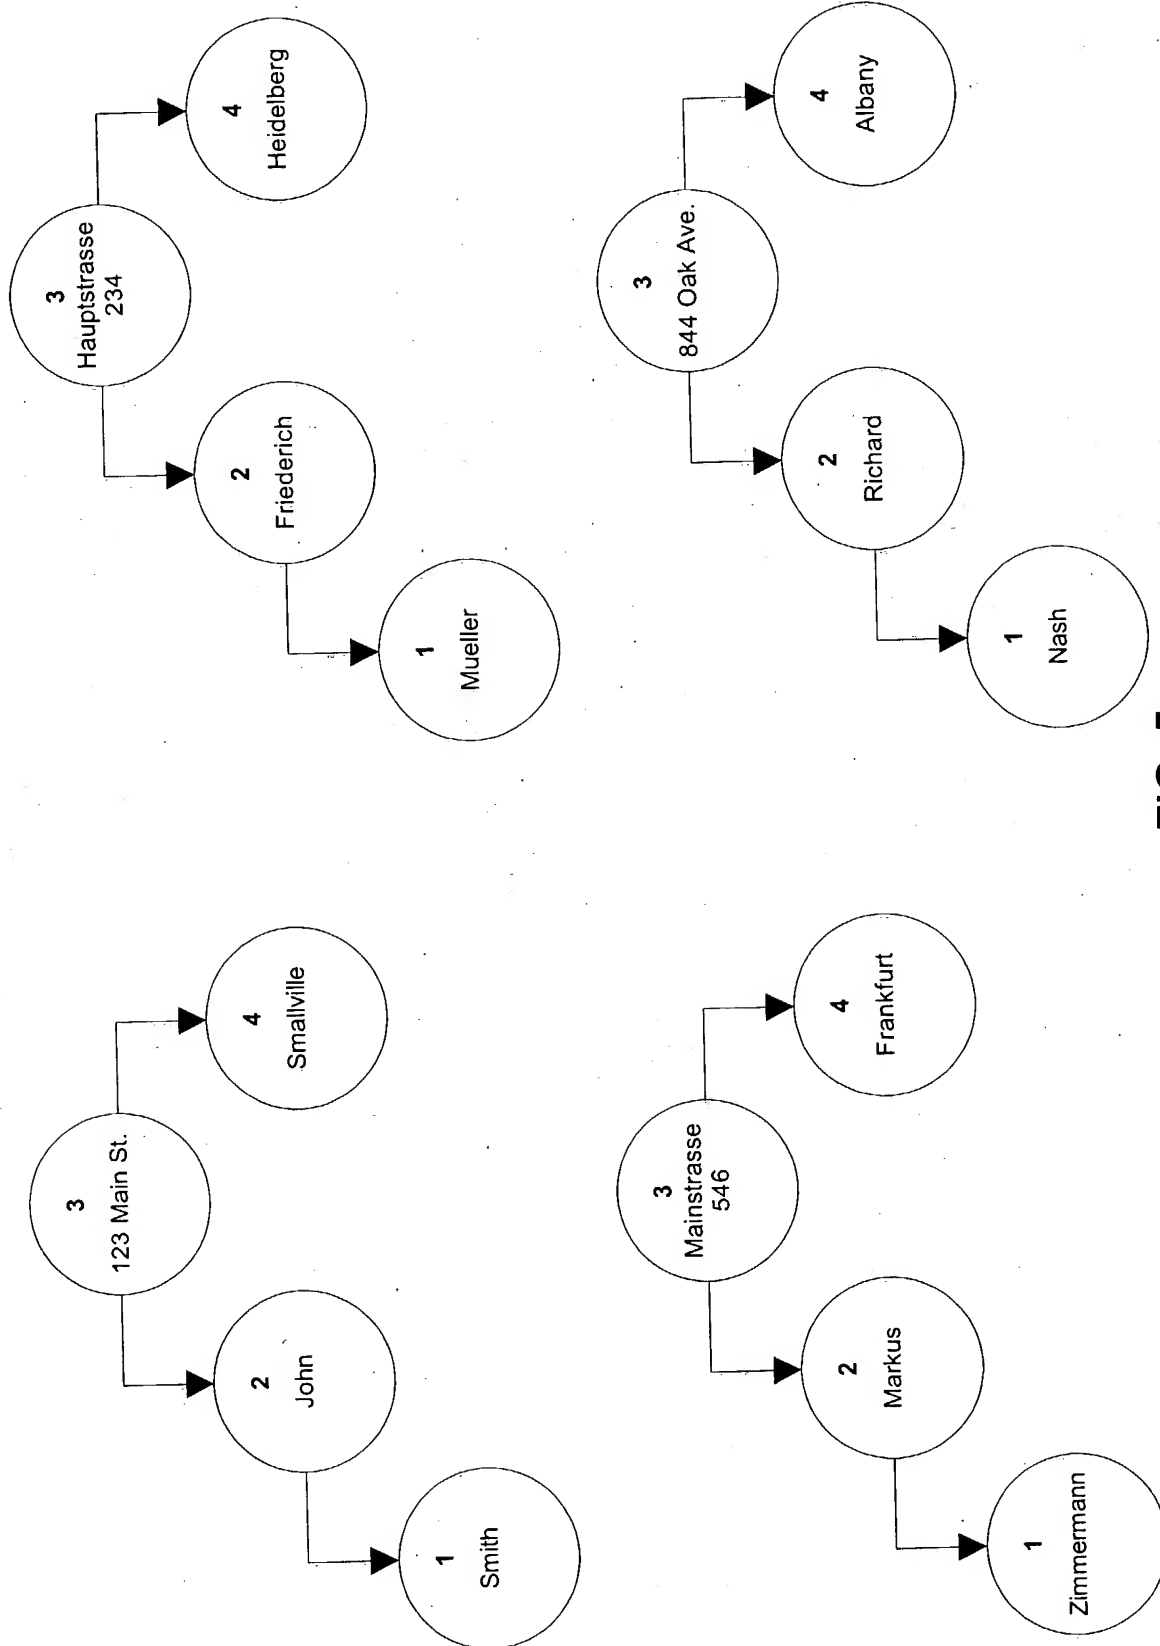 3
123 Main St.
2
John
4
Smallville
1
Smith
3
Hauptstrasse
234
2
Friederich
4
Heidelberg
1
Mueller
3
Mainstrasse
546
2
Markus
4
Frankfurt
1
Zimmermann
3
844 Oak Ave.
2
Richard
4
Albany
1
Nash
FIG.